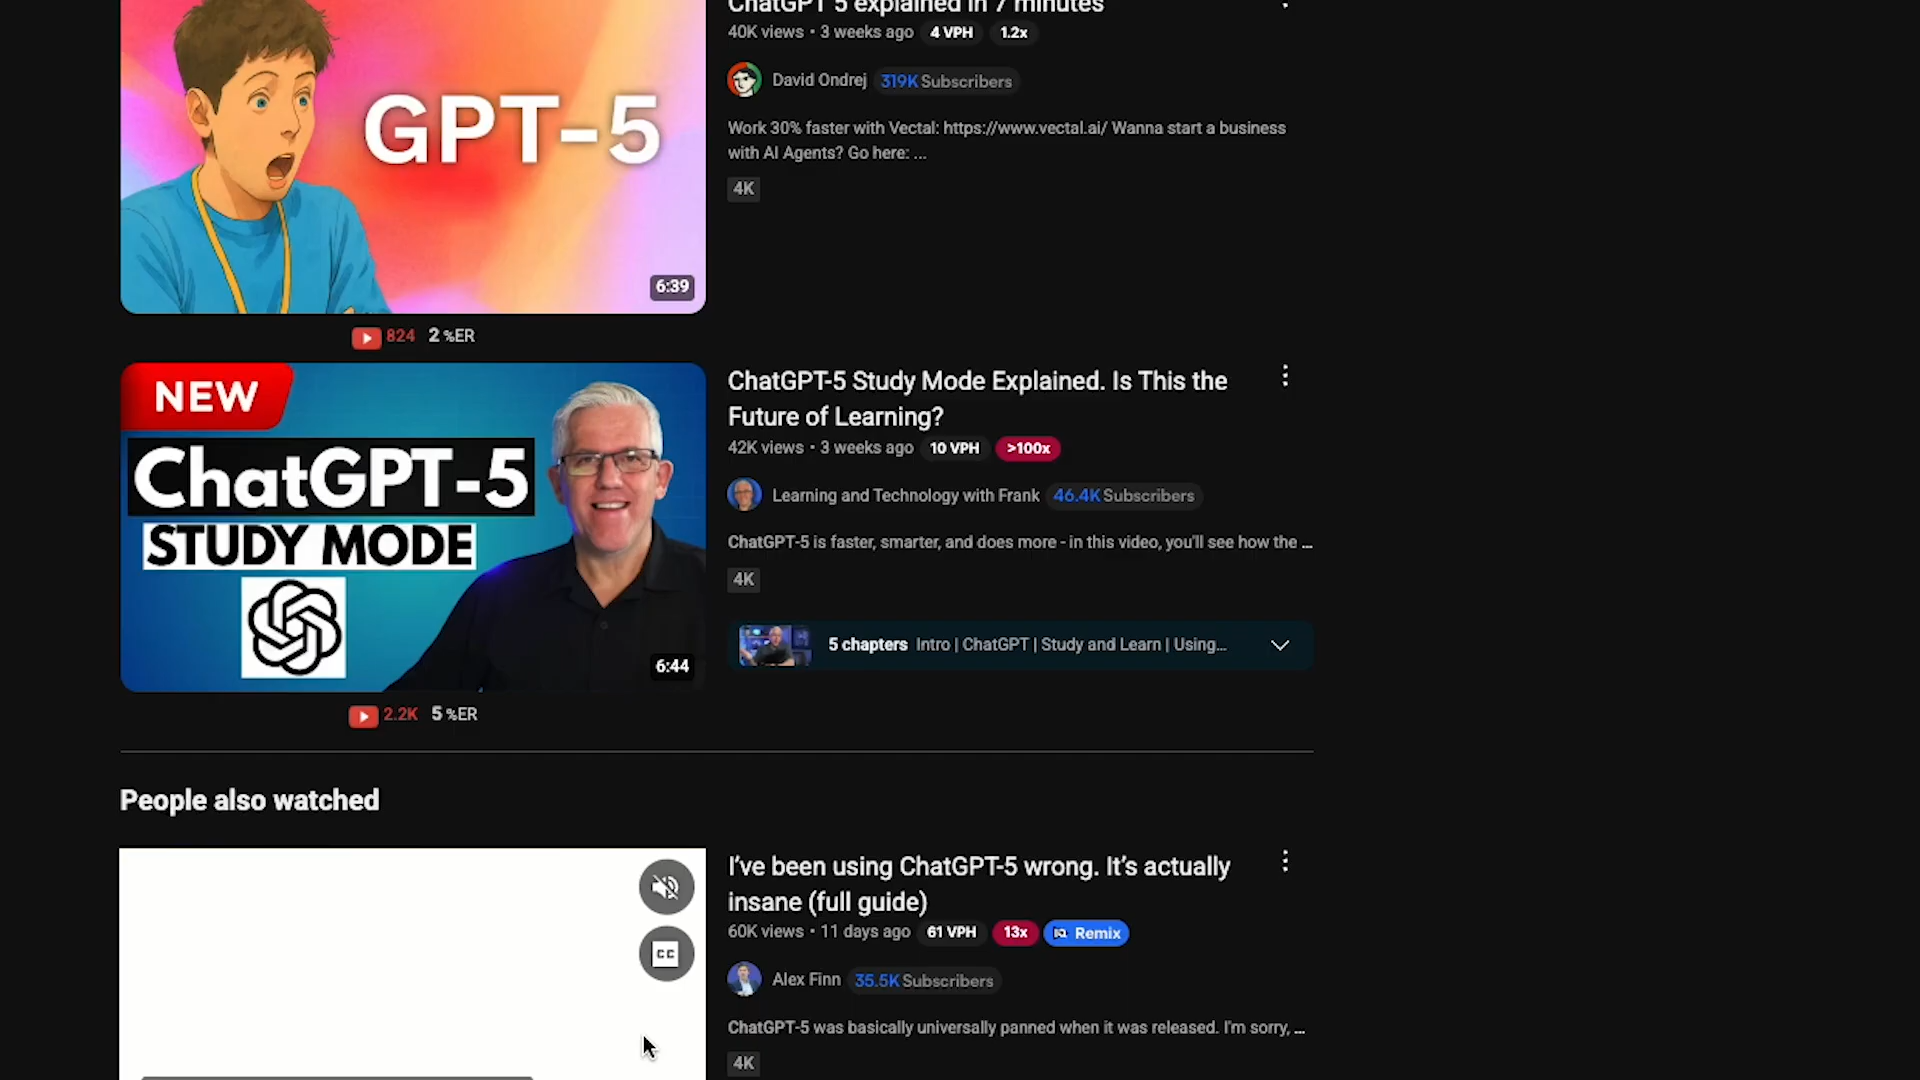 ChatGPT 5 explained in 7 minutes
40K views • 3 weeks ago 4 VPH 1.2x
David Ondrej 319K Subscribers
GPT-5
Work 30% faster with Vectal: https://www.vectal.ai/ Wanna start a business
with AI Agents? Go here: ...
4K
6:39
824 2 %ER
NEW
ChatGPT-5
STUDY MODE
6:44
ChatGPT-5 Study Mode Explained. Is This the
Future of Learning?
42K views • 3 weeks ago 10 VPH >100x
Learning and Technology with Frank 46.4K Subscribers
ChatGPT-5 is faster, smarter, and does more - in this video, you'll see how the ...
4K
5 chapters Intro | ChatGPT | Study and Learn | Using...
2.2K 5 %ER
People also watched
CC
I've been using ChatGPT-5 wrong. It's actually
insane (full guide)
60K views • 11 days ago 61 VPH 13x Remix
Alex Finn 35.5K Subscribers
ChatGPT-5 was basically universally panned when it was released. I'm sorry, ...
4K